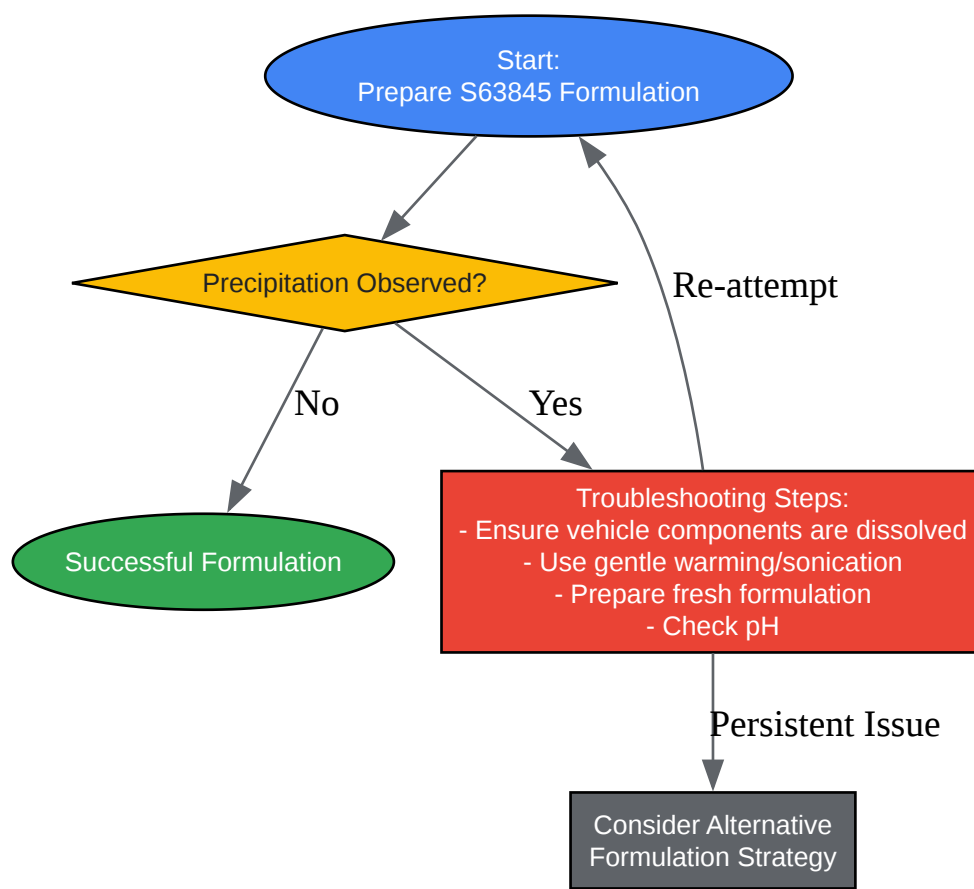 Start:
Prepare S63845 Formulation
Precipitation Observed?
Re-attempt
No
Yes
Troubleshooting Steps:
- Ensure vehicle components are dissolved
- Use gentle warming/sonication
- Prepare fresh formulation
- Check pH
Successful Formulation
Persistent Issue
Consider Alternative
Formulation Strategy